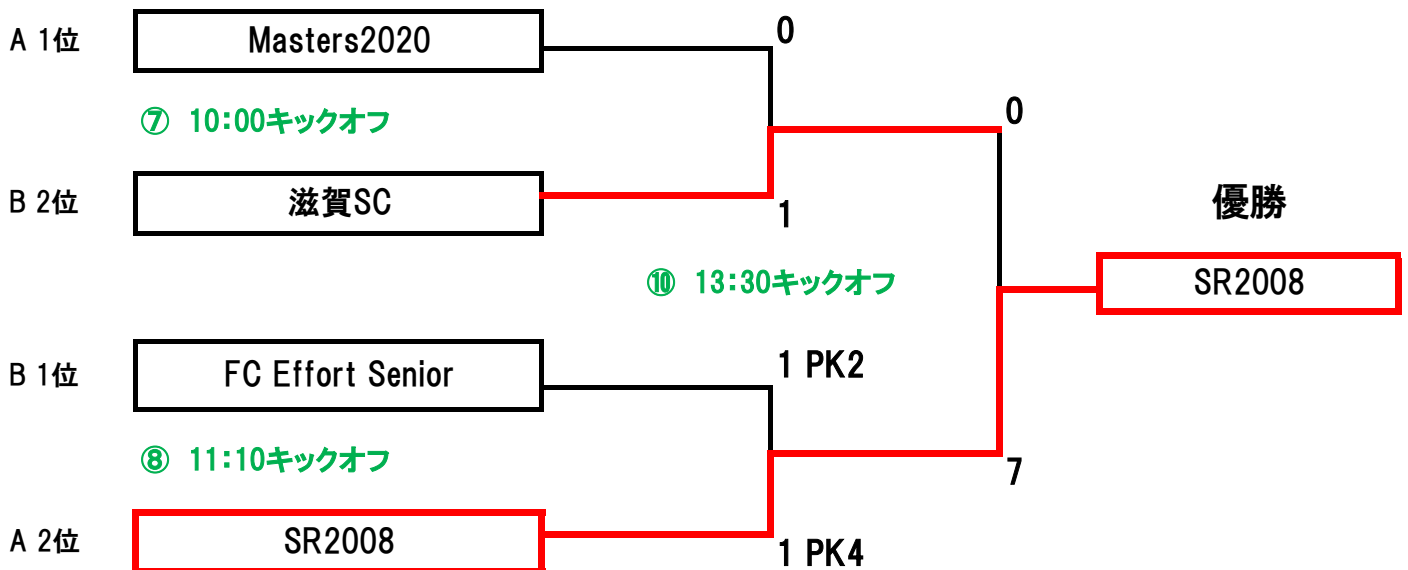 A 1位
Masters2020
0
⑦ 10:00キックオフ
0
B 2位
滋賀SC
1
優勝
⑩ 13:30キックオフ
SR2008
B 1位
FC Effort Senior
1 PK2
⑧ 11:10キックオフ
7
A 2位
SR2008
1 PK4